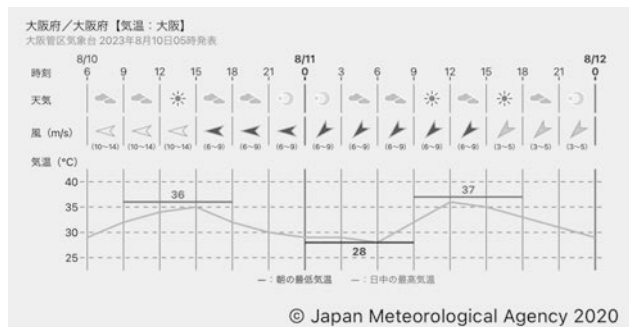 大阪府／大阪府【気温：大阪】
大阪管区気象台 2023年8月10日05時発表
8/10 8/11 8/12
時刻 6 9 12 15 18 21 0 3 6 9 12 15 18 21 0
天気
風（m/s）
(10〜14) (10〜14) (10〜14) (6〜9) (6〜9) (6〜9) (6〜9) (6〜9) (6〜9) (6〜9) (6〜9) (3〜5) (3〜5) (3〜5)
気温（°C）
40
36 37
35
30
28
25
ー：朝の最低気温 ー：日中の最高気温
© Japan Meteorological Agency 2020